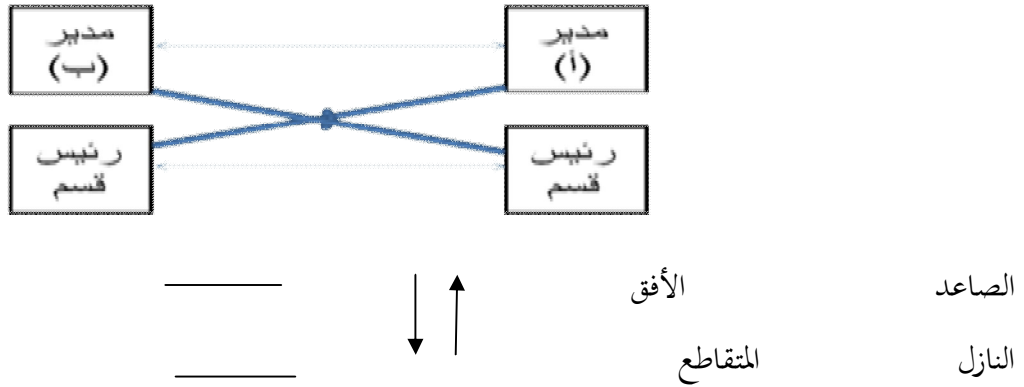 مدير
(أ)
مدير
(ب)
رئيس
قسم
رئيس
قسم
الصاعد الأفق
النازل المتقاطع